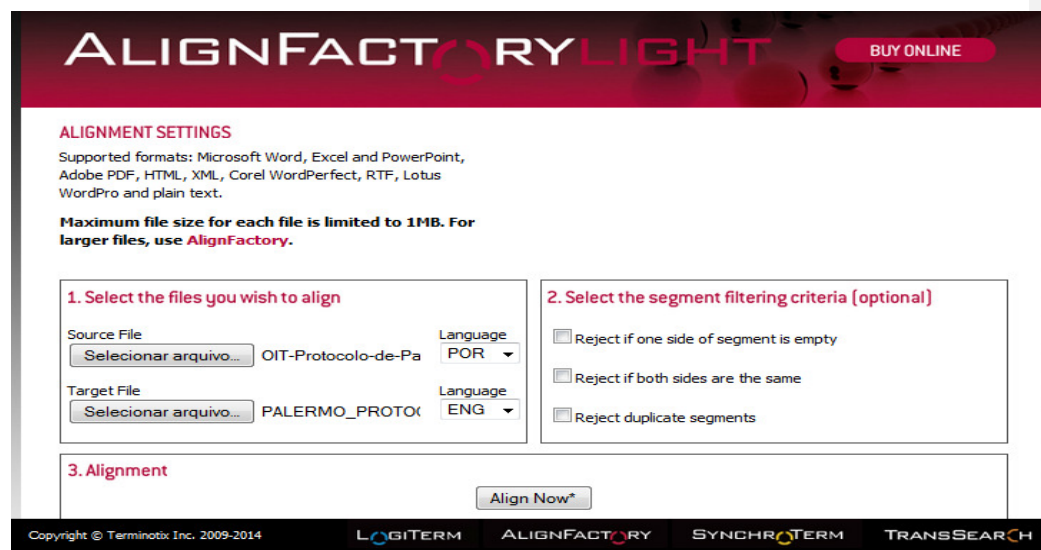 ALIGNFACTORYLIGHT
BUY ONLINE
ALIGNMENT SETTINGS
Supported formats: Microsoft Word, Excel and PowerPoint,
Adobe PDF, HTML, XML, Corel WordPerfect, RTF, Lotus
WordPro and plain text.
Maximum file size for each file is limited to 1MB. For
larger files, use AlignFactory.
1. Select the files you wish to align
Source File
Language
Selecionar arquivo...
OIT-Protocolo-de-Pa
POR
Target File
Language
Selecionar arquivo...
PALERMO_PROTO(
ENG
2. Select the segment filtering criteria (optional)
Reject if one side of segment is empty
Reject if both sides are the same
Reject duplicate segments
3. Alignment
Align Now*
Copyright © Terminotix Inc. 2009-2014
LOGITERM
ALIGNFACTORY
SYNCHROTERM
TRANSSEARCH